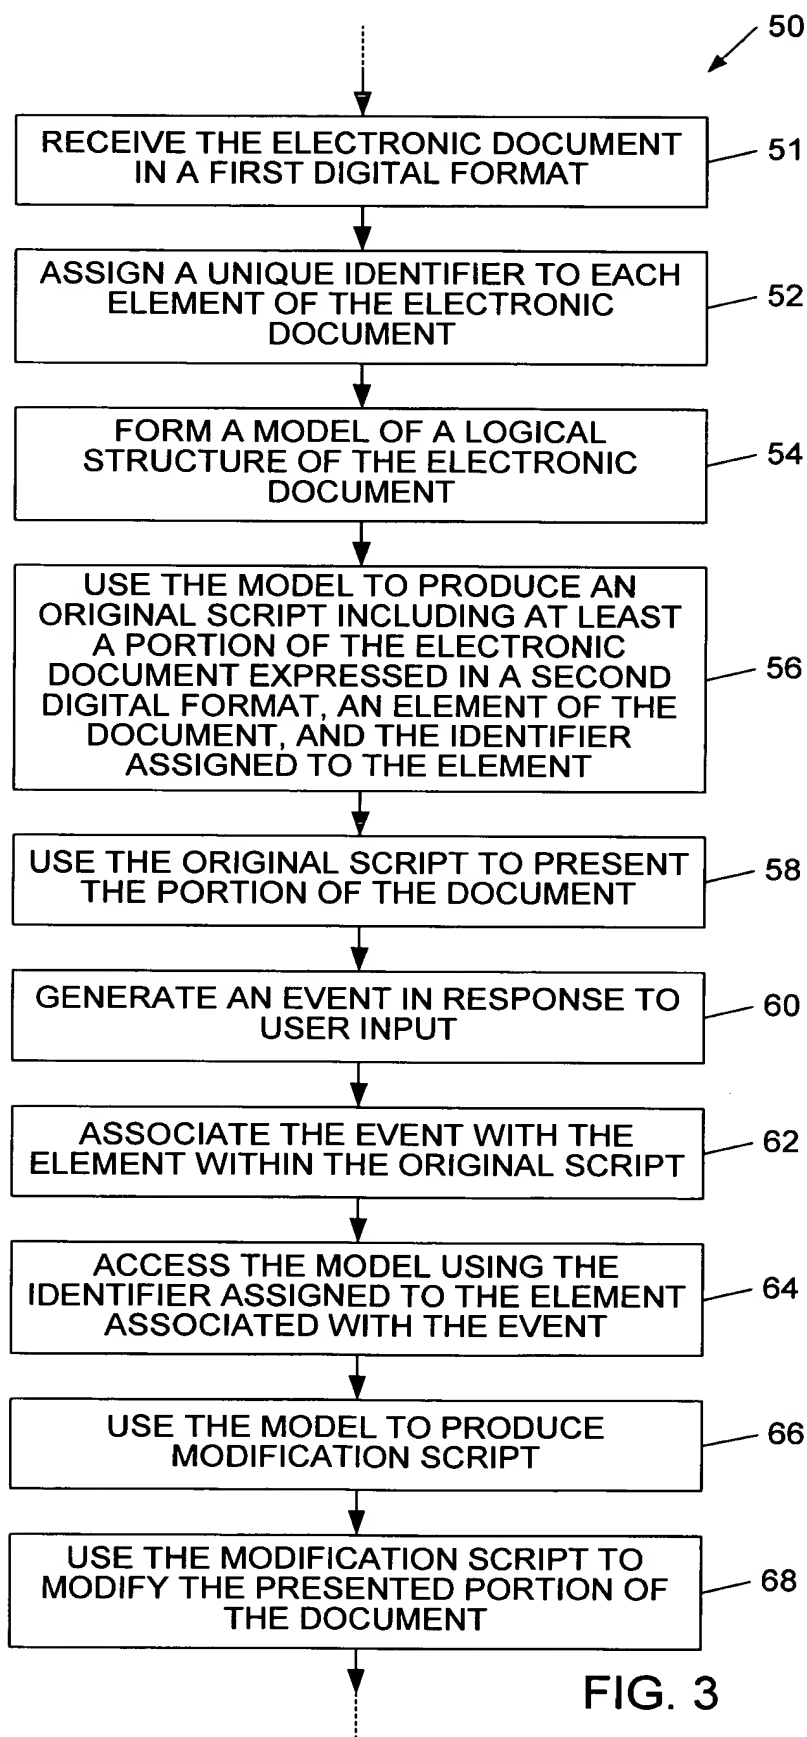 50
RECEIVE THE ELECTRONIC DOCUMENT
IN A FIRST DIGITAL FORMAT
51
ASSIGN A UNIQUE IDENTIFIER TO EACH
ELEMENT OF THE ELECTRONIC
DOCUMENT
52
FORM A MODEL OF A LOGICAL
STRUCTURE OF THE ELECTRONIC
DOCUMENT
54
USE THE MODEL TO PRODUCE AN
ORIGINAL SCRIPT INCLUDING AT LEAST
A PORTION OF THE ELECTRONIC
DOCUMENT EXPRESSED IN A SECOND
DIGITAL FORMAT, AN ELEMENT OF THE
DOCUMENT, AND THE IDENTIFIER
ASSIGNED TO THE ELEMENT
56
USE THE ORIGINAL SCRIPT TO PRESENT
THE PORTION OF THE DOCUMENT
58
GENERATE AN EVENT IN RESPONSE TO
USER INPUT
60
ASSOCIATE THE EVENT WITH THE
ELEMENT WITHIN THE ORIGINAL SCRIPT
62
ACCESS THE MODEL USING THE
IDENTIFIER ASSIGNED TO THE ELEMENT
ASSOCIATED WITH THE EVENT
64
USE THE MODEL TO PRODUCE
MODIFICATION SCRIPT
66
USE THE MODIFICATION SCRIPT TO
MODIFY THE PRESENTED PORTION OF
THE DOCUMENT
68
FIG. 3